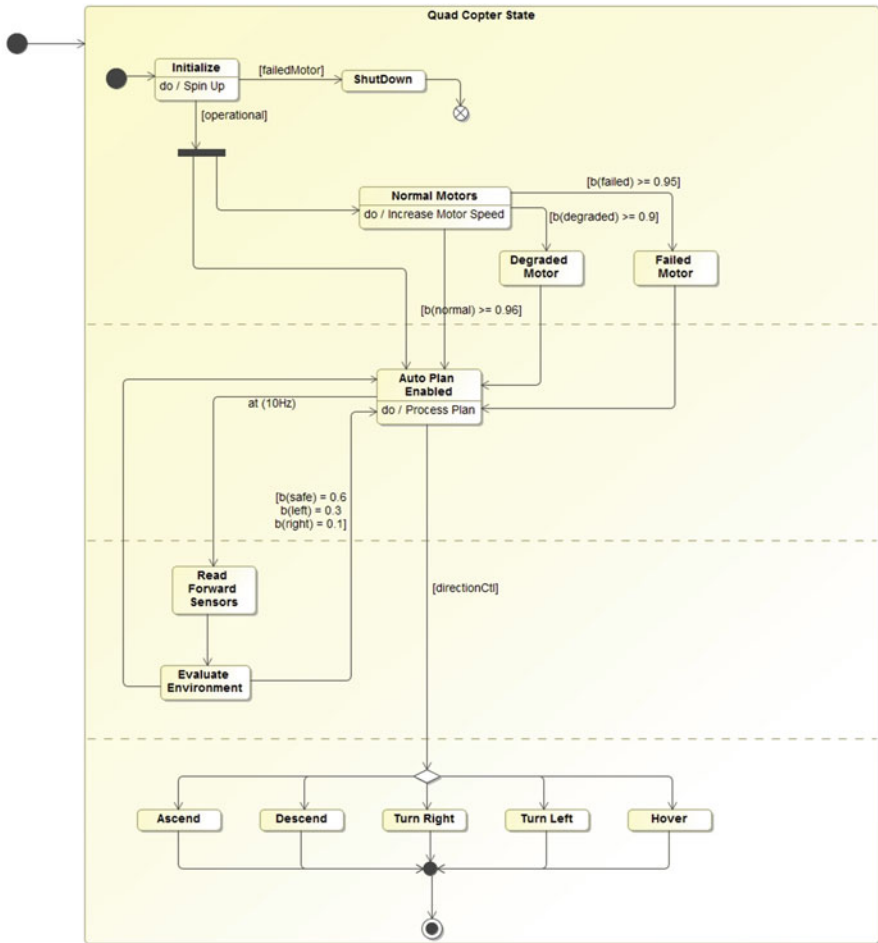 Quad Copter State
Initialize
do / Spin Up
[failedMotor]
ShutDown
[operational]
Normal Motors
do / Increase Motor Speed
[b(failed) >= 0.95]
[b(degraded) >= 0.9]
Degraded
Motor
Failed
Motor
[b(normal) >= 0.96]
Auto Plan
Enabled
do / Process Plan
at (10Hz)
[b(safe) = 0.6
b(left) = 0.3
b(right) = 0.1]
Read
Forward
Sensors
[directionCtl]
Evaluate
Environment
Ascend
Descend
Turn Right
Turn Left
Hover